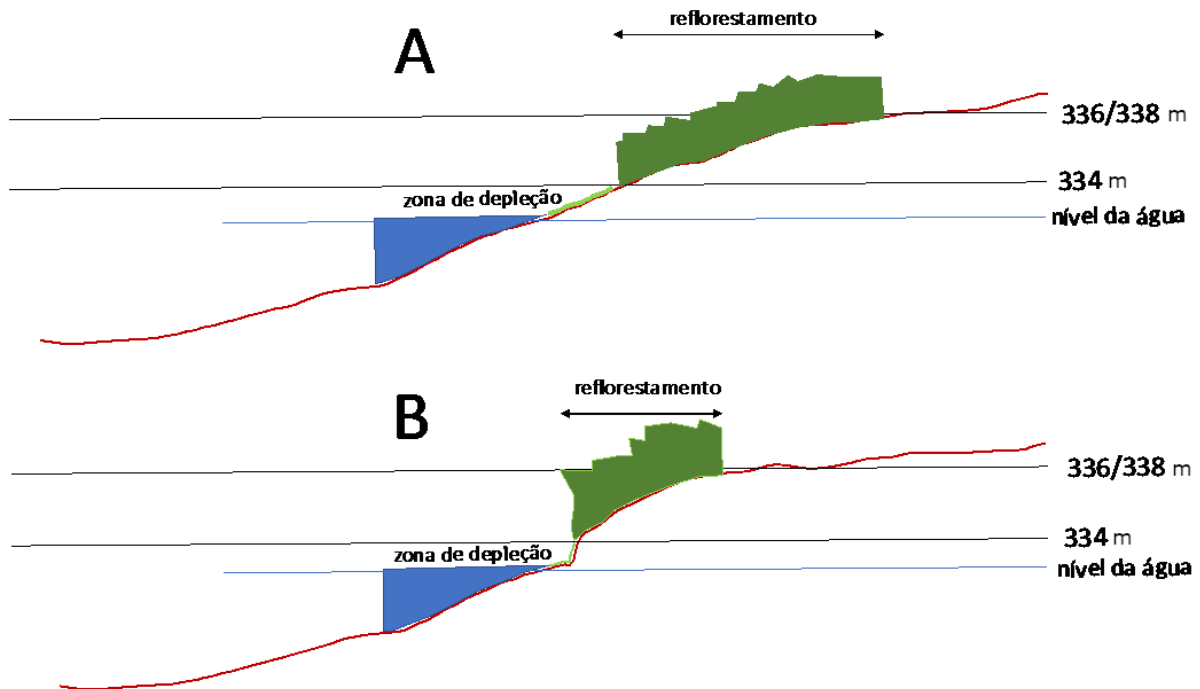 reflorestamento
A
336/338 m
334 m
zona de depleção
nível da água
reflorestamento
B
336/338 m
334 m
zona de depleção
nível da água